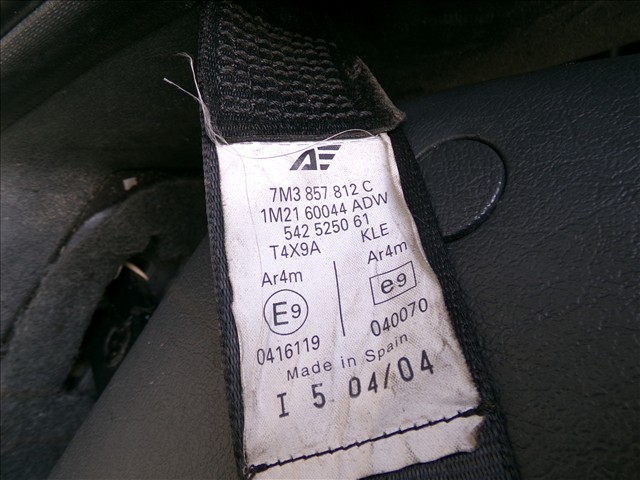 AE
7M3 857 812 C
1M21 60044 ADW
542 5250 61
T4X9A KLE
Ar4m Ar4m
E9 e9
0416119 040070
Made in Spain
I 5 04/04